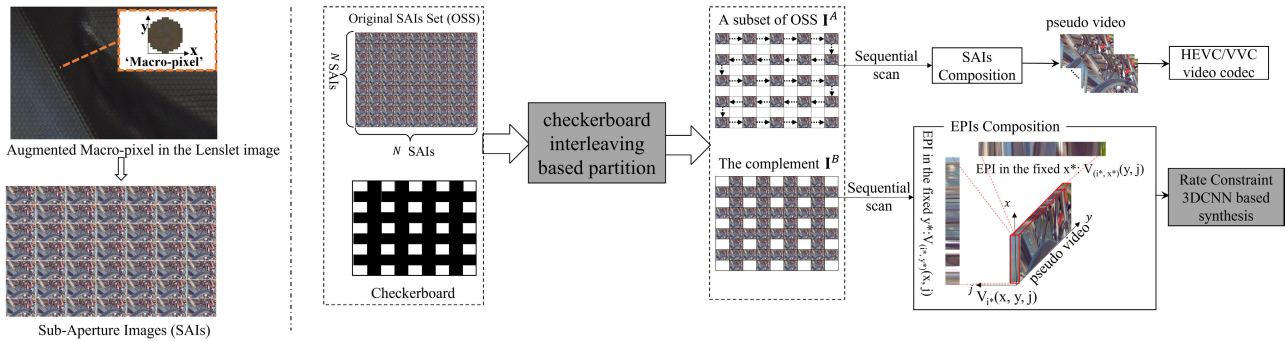 y
x
'Macro-pixel'
Augmented Macro-pixel in the Lenslet image
Sub-Aperture Images (SAIs)
Original SAIs Set (OSS)
N SAIs
N SAIs
Checkerboard
checkerboard
interleaving
based partition
A subset of OSS I^A
The complement I^B
Sequential
scan
SAIs
Composition
pseudo video
HEVC/VVC
video codec
Sequential
scan
EPIs Composition
EPI in the fixed x*: V(i*, x*)(y, j)
EPI in the fixed y*:V(i*, y*)(x, j)
x
y
j
pseudo video
Vi*(x, y, j)
Rate Constraint
3DCNN based
synthesis